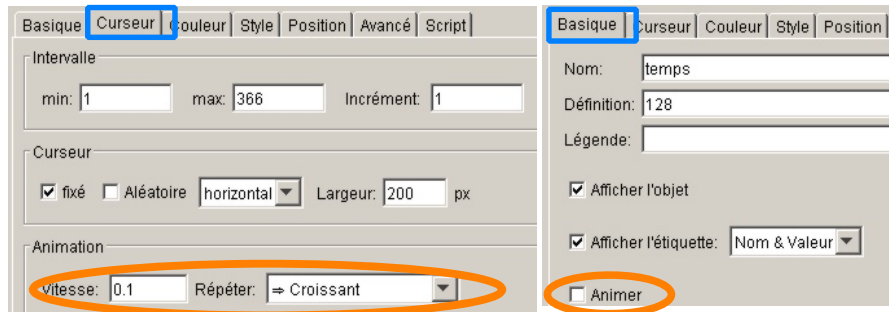 Basique Curseur Couleur Style Position Avancé Script
Intervalle
min: 1 max: 366 Incrément: 1
Curseur
fixé Aléatoire horizontal Largeur: 200 px
Animation
Vitesse: 0.1 Répéter: ⇒ Croissant
Basique Curseur Couleur Style Position
Nom: temps
Définition: 128
Légende:
Afficher l'objet
Afficher l'étiquette: Nom & Valeur
Animer